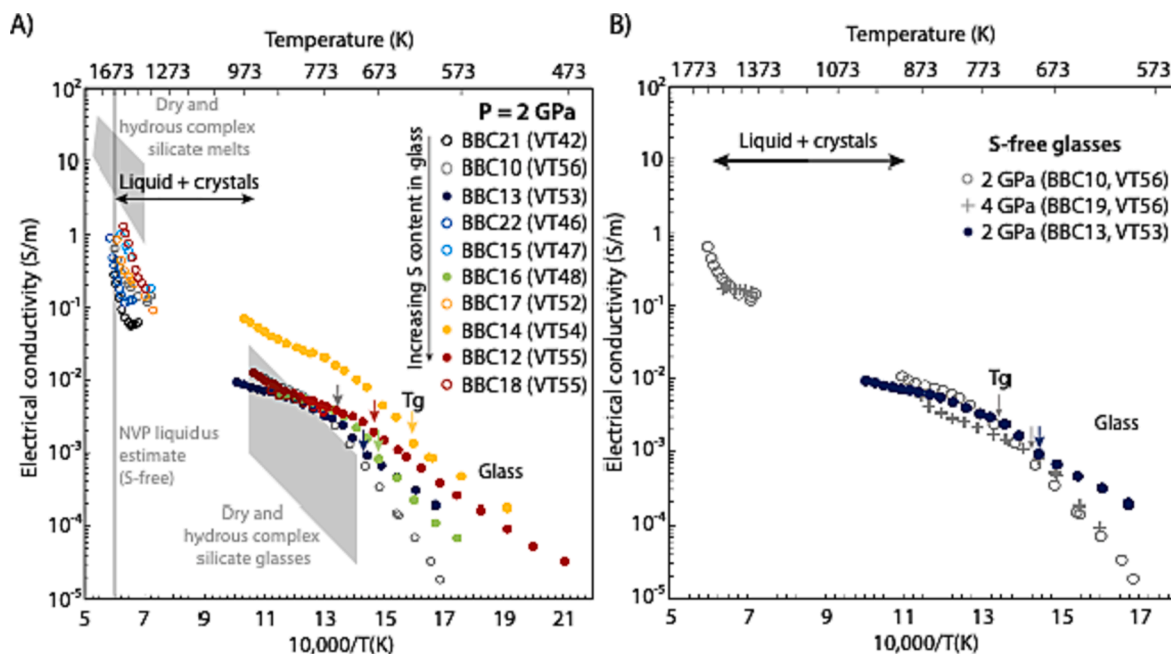 A)
Temperature (K)
1673 1273 973 773 673 573 473
10²
10
1
10⁻¹
10⁻²
10⁻³
10⁻⁴
10⁻⁵
Electrical conductivity (S/m)
Dry and
hydrous complex
silicate melts
Liquid + crystals
P = 2 GPa
Increasing S content in glass
BBC21 (VT42)
BBC10 (VT56)
BBC13 (VT53)
BBC22 (VT46)
BBC15 (VT47)
BBC16 (VT48)
BBC17 (VT52)
BBC14 (VT54)
BBC12 (VT55)
BBC18 (VT55)
Tg
Glass
NVP liquidus
estimate
(S-free)
Dry and
hydrous complex
silicate glasses
5 7 9 11 13 15 17 19 21
10,000/T(K)
B)
Temperature (K)
1773 1373 1073 873 773 673 573
10²
10
1
10⁻¹
10⁻²
10⁻³
10⁻⁴
10⁻⁵
Electrical conductivity (S/m)
Liquid + crystals
S-free glasses
2 GPa (BBC10, VT56)
4 GPa (BBC19, VT56)
2 GPa (BBC13, VT53)
Tg
Glass
5 7 9 11 13 15 17
10,000/T(K)